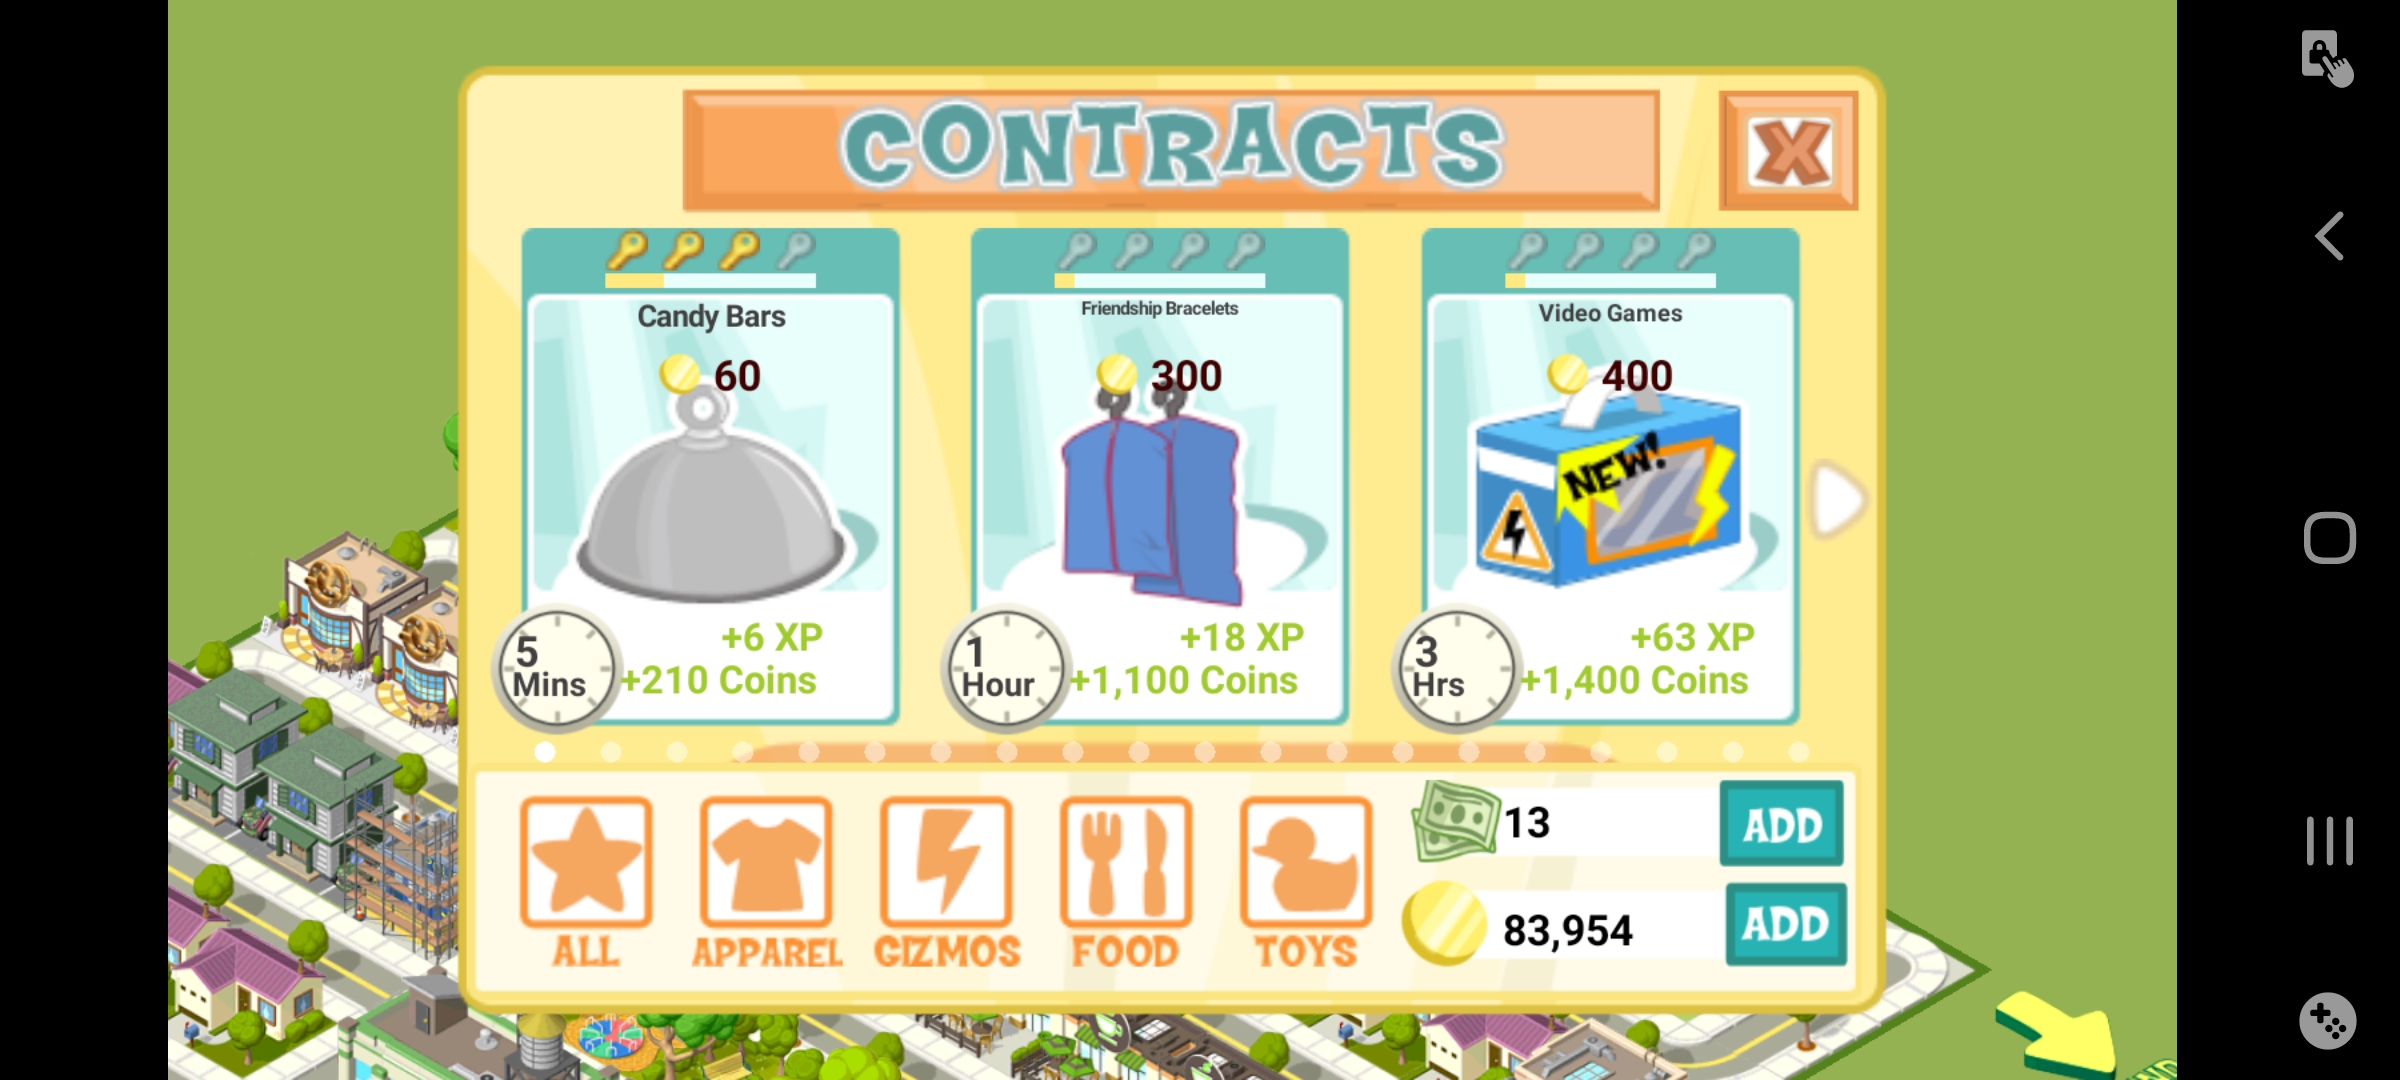 CONTRACTS
X
Candy Bars
60
5
Mins
+6 XP
+210 Coins
Friendship Bracelets
300
1
Hour
+18 XP
+1,100 Coins
Video Games
400
NEW!
3
Hrs
+63 XP
+1,400 Coins
ALL
APPAREL
GIZMOS
FOOD
TOYS
13
ADD
83,954
ADD